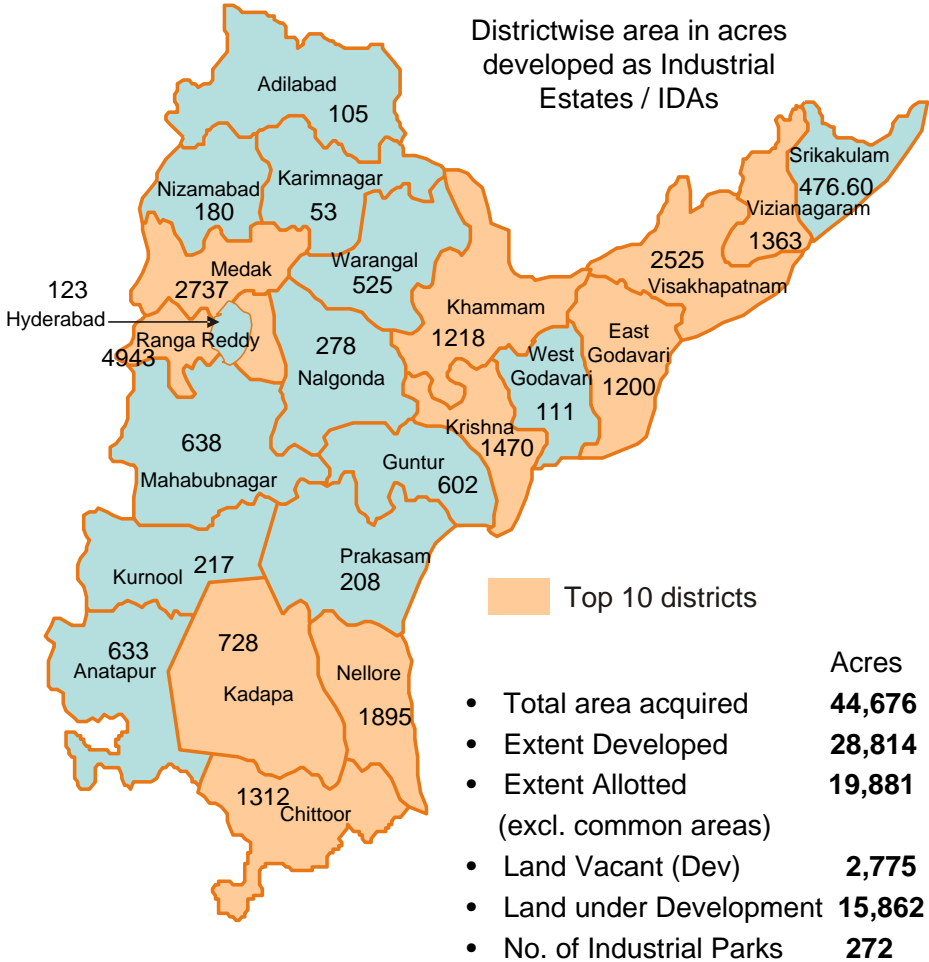 Districtwise area in acres
developed as Industrial
Estates / IDAs
Adilabad
105
Nizamabad
180
Karimnagar
53
Srikakulam
476.60
Vizianagaram
1363
Medak
2737
Warangal
525
2525
Visakhapatnam
123
Hyderabad
Ranga Reddy
4943
278
Nalgonda
Khammam
1218
West
Godavari
111
East
Godavari
1200
638
Mahabubnagar
Krishna
1470
Guntur
602
Kurnool
217
Prakasam
208
Top 10 districts
633
Anatapur
728
Kadapa
Nellore
1895
1312
Chittoor
Acres
• Total area acquired 44,676
• Extent Developed 28,814
• Extent Allotted 19,881
(excl. common areas)
• Land Vacant (Dev) 2,775
• Land under Development 15,862
• No. of Industrial Parks 272